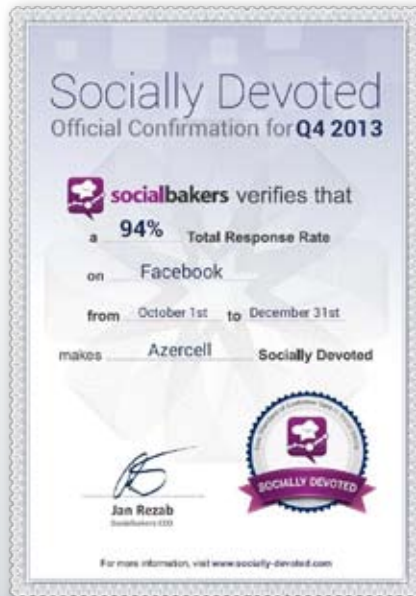 Socially Devoted
Official Confirmation for Q4 2013
socialbakers verifies that
a 94% Total Response Rate
on Facebook
from October 1st to December 31st
makes Azercell Socially Devoted
SOCIALLY DEVOTED
Jan Rezab
Socialbakers CEO
For more information, visit www.socially-devoted.com